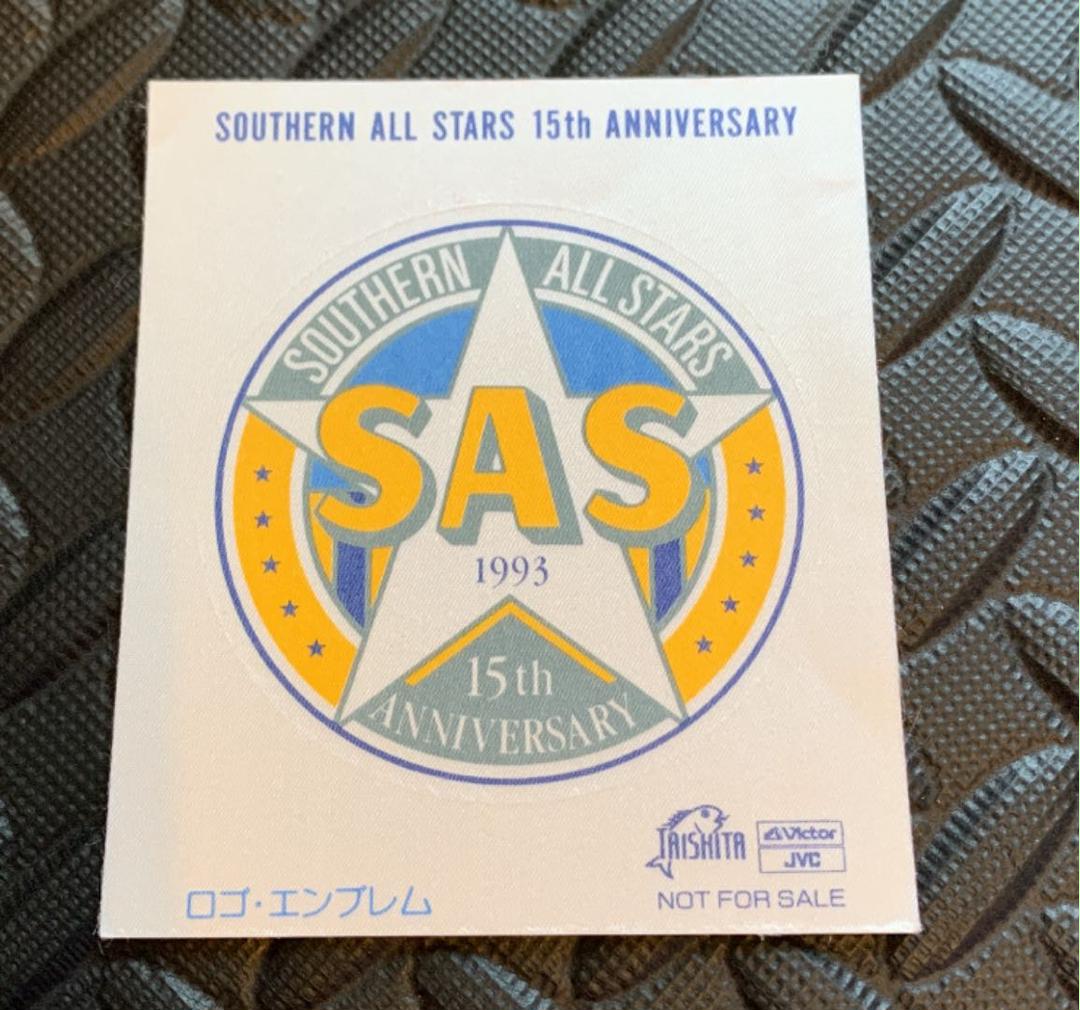 SOUTHERN ALL STARS 15th ANNIVERSARY
SOUTHERN ALL STARS
SAS
1993
15th
ANNIVERSARY
TAISHITA
Victor
JVC
ロゴ・エンブレム
NOT FOR SALE